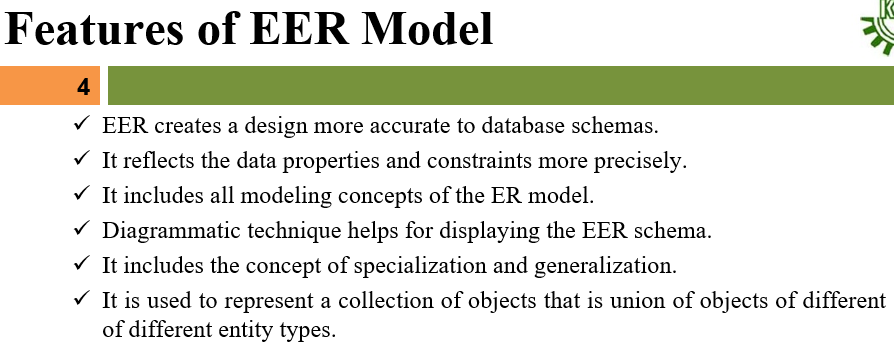 Features of EER Model
4
✓ EER creates a design more accurate to database schemas.
✓ It reflects the data properties and constraints more precisely.
✓ It includes all modeling concepts of the ER model.
✓ Diagrammatic technique helps for displaying the EER schema.
✓ It includes the concept of specialization and generalization.
✓ It is used to represent a collection of objects that is union of objects of different
of different entity types.